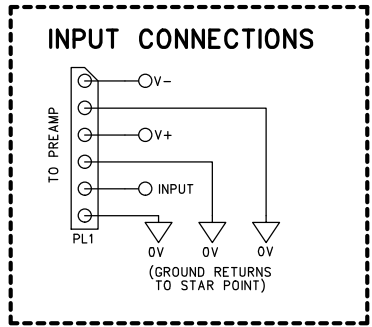 INPUT CONNECTIONS
V-
V+
TO PREAMP
INPUT
PL1
0V 0V 0V
(GROUND RETURNS
TO STAR POINT)